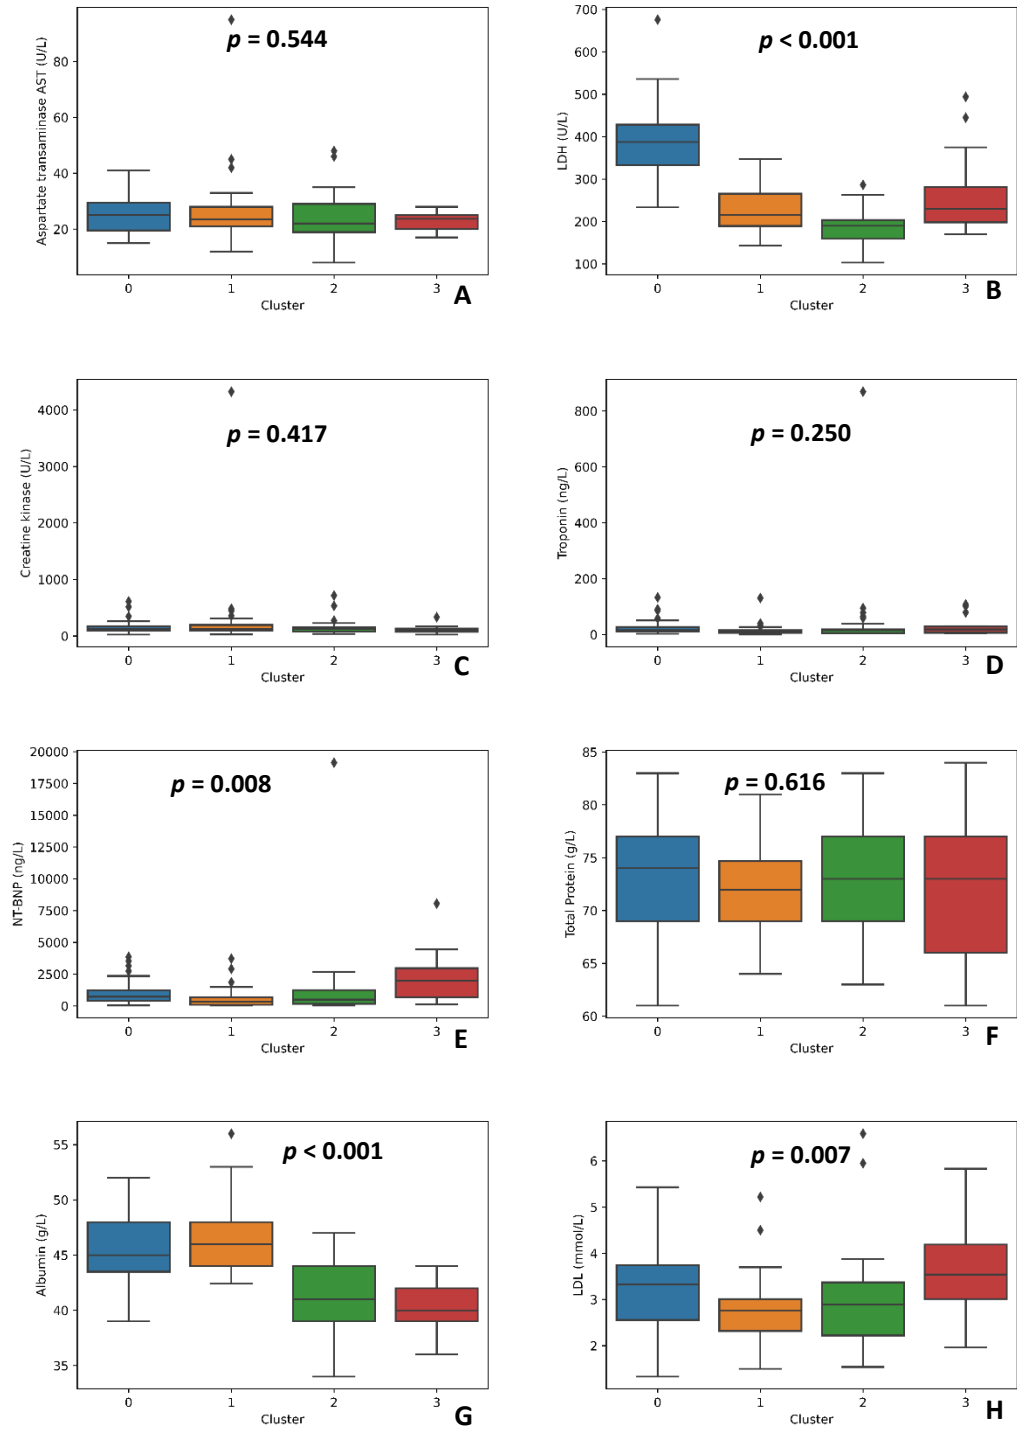 Aspartate transaminase AST (U/L)
80
60
40
20
p = 0.544
0 1 2 3
Cluster
A
LDH (U/L)
700
600
500
400
300
200
100
p < 0.001
0 1 2 3
Cluster
B
Creatine kinase (U/L)
4000
3000
2000
1000
0
p = 0.417
0 1 2 3
Cluster
C
Troponin (ng/L)
800
600
400
200
0
p = 0.250
0 1 2 3
Cluster
D
NT-BNP (ng/L)
20000
17500
15000
12500
10000
7500
5000
2500
0
p = 0.008
0 1 2 3
Cluster
E
Total Protein (g/L)
85
80
75
70
65
60
p = 0.616
0 1 2 3
Cluster
F
Albumin (g/L)
55
50
45
40
35
p < 0.001
0 1 2 3
Cluster
G
LDL (mmol/L)
6
5
4
3
2
p = 0.007
0 1 2 3
Cluster
H